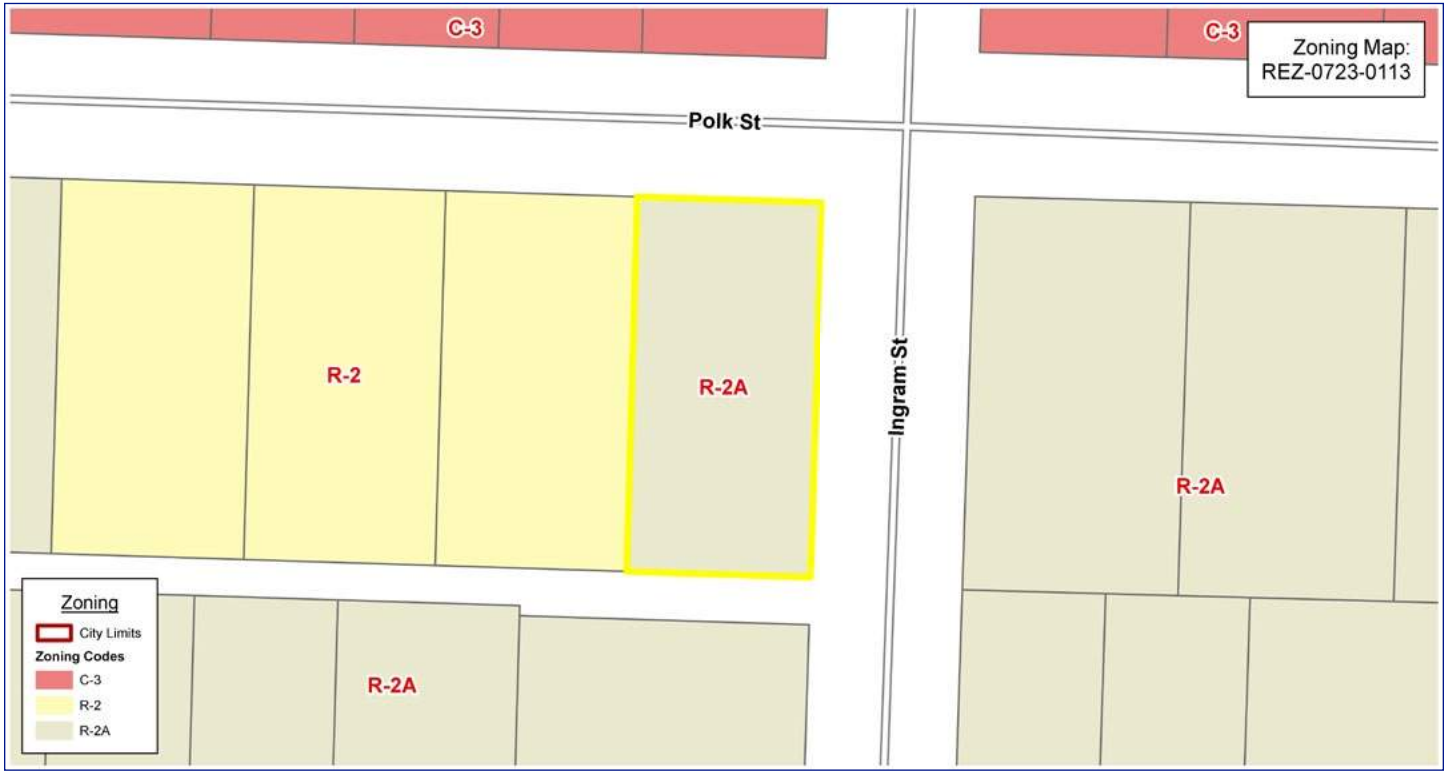 C-3
C-3
Zoning Map:
REZ-0723-0113
Polk St
R-2
R-2A
Ingram St
R-2A
Zoning
City Limits
Zoning Codes
C-3
R-2
R-2A
R-2A